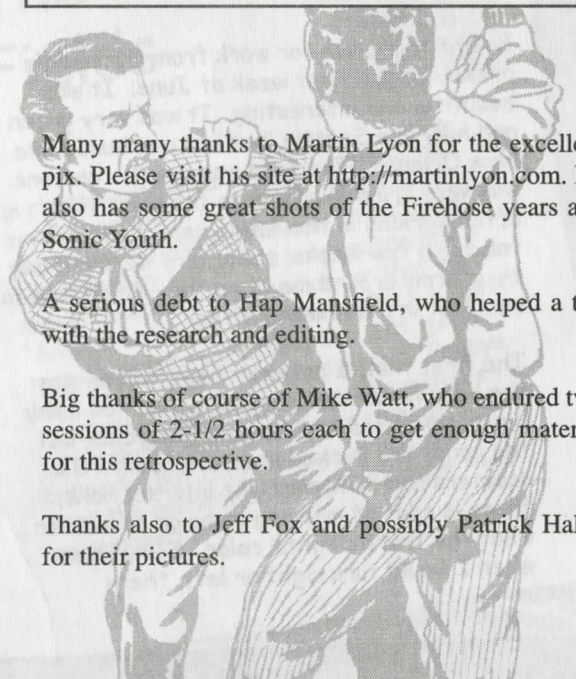 Many many thanks to Martin Lyon for the excelle
pix. Please visit his site at http://martinlyon.com.
also has some great shots of the Firehose years a
Sonic Youth.
A serious debt to Hap Mansfield, who helped a t
with the research and editing.
Big thanks of course of Mike Watt, who endured tw
sessions of 2-1/2 hours each to get enough mater
for this retrospective.
Thanks also to Jeff Fox and possibly Patrick Hal
for their pictures.